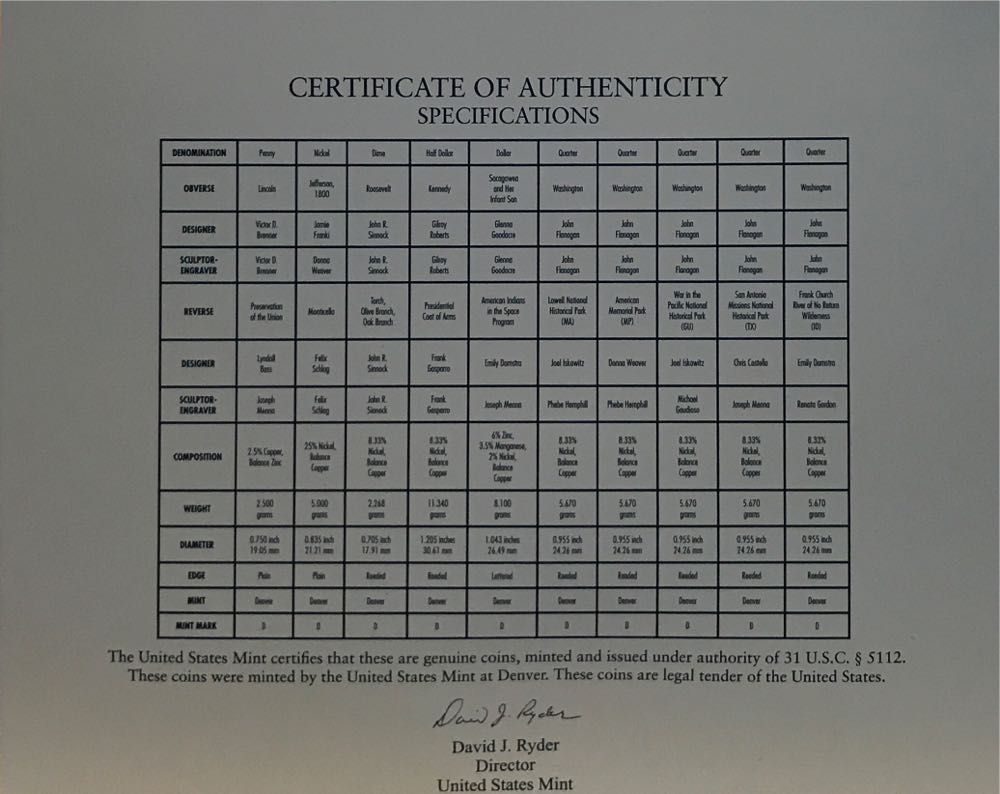 CERTIFICATE OF AUTHENTICITY
SPECIFICATIONS
DENOMINATION Penny Nickel Dime Half Dollar Dollar Quarter Quarter Quarter Quarter Quarter
OBVERSE Lincoln Jefferson, 1800 Roosevelt Kennedy Sacagawea and Her Infant Son Washington Washington Washington Washington Washington
DESIGNER Victor D. Brenner Jamie Franki John R. Sinnock Gilroy Roberts Glenna Goodacre John Flanagan John Flanagan John Flanagan John Flanagan John Flanagan
SCULPTOR-ENGRAVER Victor D. Brenner Donna Weaver John R. Sinnock Gilroy Roberts Glenna Goodacre John Flanagan John Flanagan John Flanagan John Flanagan John Flanagan
REVERSE Preservation of the Union Monticello Torch, Olive Branch, Oak Branch Presidential Coat of Arms American Indians in the Space Program Lowell National Historical Park (MA) American Memorial Park (MP) War in the Pacific National Historical Park (GU) San Antonio Missions National Historical Park (TX) Frank Church River of No Return Wilderness (ID)
DESIGNER Lyndall Bass Felix Schlag John R. Sinnock Frank Gasparro Emily Damstra Joel Iskowitz Donna Weaver Joel Iskowitz Chris Costello Emily Damstra
SCULPTOR-ENGRAVER Joseph Menna Felix Schlag John R. Sinnock Frank Gasparro Joseph Menna Phebe Hemphill Phebe Hemphill Michael Gaudioso Joseph Menna Renata Gordon
COMPOSITION 2.5% Copper, Balance Zinc 25% Nickel, Balance Copper 8.33% Nickel, Balance Copper 8.33% Nickel, Balance Copper 6% Zinc, 3.5% Manganese, 2% Nickel, Balance Copper 8.33% Nickel, Balance Copper 8.33% Nickel, Balance Copper 8.33% Nickel, Balance Copper 8.33% Nickel, Balance Copper 8.33% Nickel, Balance Copper
WEIGHT 2.500 grams 5.000 grams 2.268 grams 11.340 grams 8.100 grams 5.670 grams 5.670 grams 5.670 grams 5.670 grams 5.670 grams
DIAMETER 0.750 inch 19.05 mm 0.835 inch 21.21 mm 0.705 inch 17.91 mm 1.205 inches 30.61 mm 1.043 inches 26.49 mm 0.955 inch 24.26 mm 0.955 inch 24.26 mm 0.955 inch 24.26 mm 0.955 inch 24.26 mm 0.955 inch 24.26 mm
EDGE Plain Plain Reeded Reeded Lettered Reeded Reeded Reeded Reeded Reeded
MINT Denver Denver Denver Denver Denver Denver Denver Denver Denver Denver
MINT MARK D D D D D D D D D D
The United States Mint certifies that these are genuine coins, minted and issued under authority of 31 U.S.C. § 5112.
These coins were minted by the United States Mint at Denver. These coins are legal tender of the United States.
David J. Ryder
David J. Ryder
Director
United States Mint